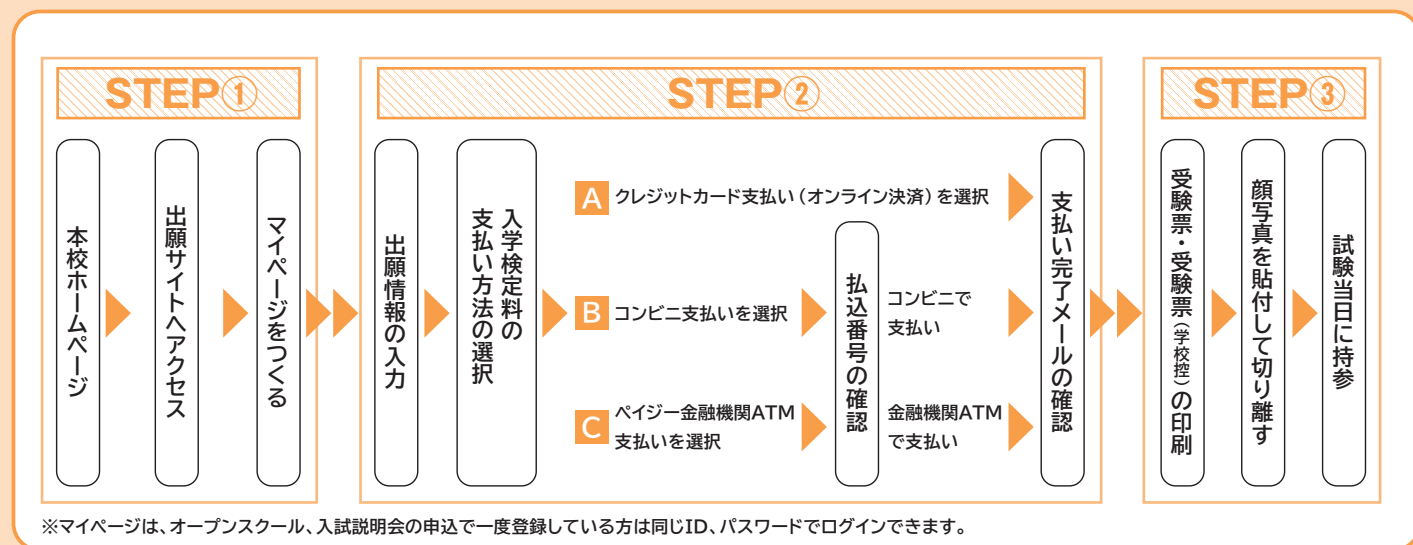 STEP①
本校ホームページ
出願サイトへアクセス
マイページをつくる
STEP②
出願情報の入力
入学検定料の
支払い方法の選択
A クレジットカード支払い（オンライン決済）を選択
B コンビニ支払いを選択
C ペイジー金融機関ATM
支払いを選択
払込番号の確認
コンビニで
支払い
金融機関ATM
で支払い
支払い完了メールの確認
STEP③
受験票・受験票（学校控）の印刷
顔写真を貼付して切り離す
試験当日に持参
※マイページは、オープンスクール、入試説明会の申込で一度登録している方は同じID、パスワードでログインできます。